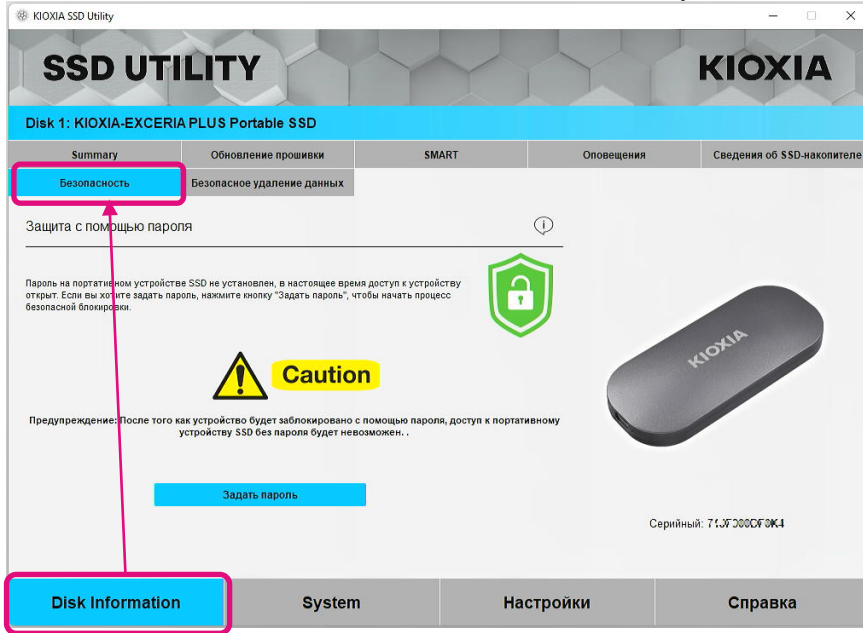 KIOXIA SSD Utility
SSD UTILITY
KIOXIA
Disk 1: KIOXIA-EXCERIA PLUS Portable SSD
Summary
Обновление прошивки
SMART
Оповещения
Сведения об SSD-накопителе
Безопасность
Безопасное удаление данных
Защита с помощью пароля
Пароль на портативном устройстве SSD не установлен, в настоящее время доступ к устройству
открыт. Если вы хотите задать пароль, нажмите кнопку "Задать пароль", чтобы начать процесс
безопасной блокировки.
KIOXIA
Caution
Предупреждение: После того как устройство будет заблокировано с помощью пароля, доступ к портативному
устройству SSD без пароля будет невозможен. .
Задать пароль
Серийный:
Disk Information
System
Настройки
Справка